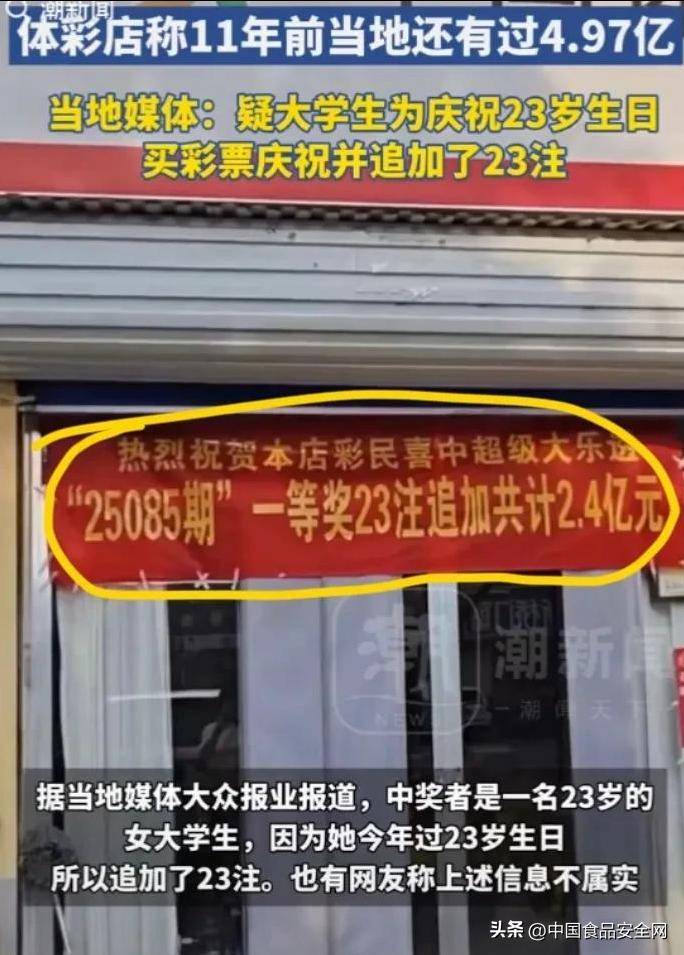 潮新闻
体彩店称11年前当地还有过4.97亿
当地媒体：疑大学生为庆祝23岁生日
买彩票庆祝并追加了23注
热烈祝贺本店彩民喜中超级大乐透
“25085期”一等奖23注追加共计2.4亿元
潮 潮新闻
NEWS 潮闻天下
据当地媒体大众报业报道，中奖者是一名23岁的
女大学生，因为她今年过23岁生日
所以追加了23注。也有网友称上述信息不属实
头条 @中国食品安全网